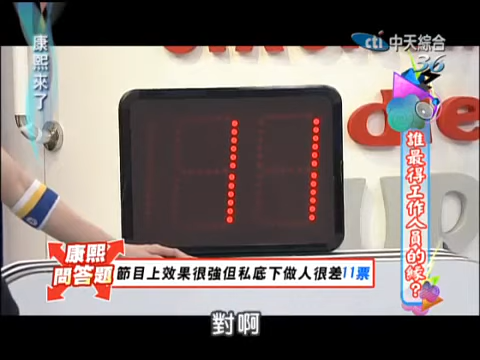 康熙來了
cti 中天綜合
36
11
誰最得工作人員的緣？
康熙
問答題
節目上效果很強但私底下做人很差11票
對啊